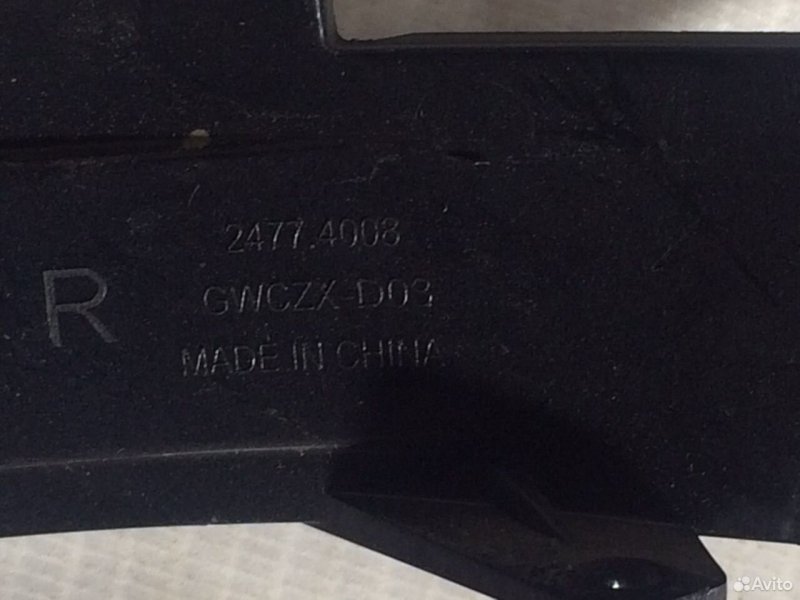 2477.4008
R
GWCZX-D03
MADE IN CHINA
Avito